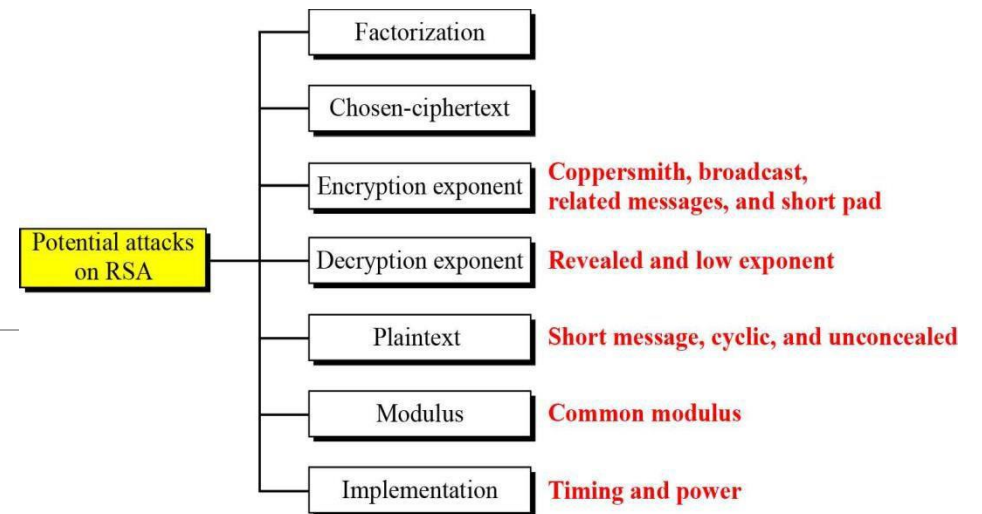 Potential attacks
on RSA
Factorization
Chosen-ciphertext
Encryption exponent
Coppersmith, broadcast,
related messages, and short pad
Decryption exponent
Revealed and low exponent
Plaintext
Short message, cyclic, and unconcealed
Modulus
Common modulus
Implementation
Timing and power